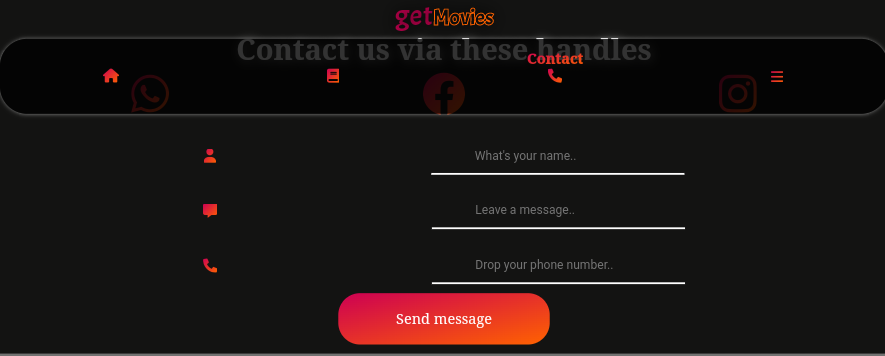 getMovies
Contact us via these handles
Contact
What's your name..
Leave a message..
Drop your phone number..
Send message